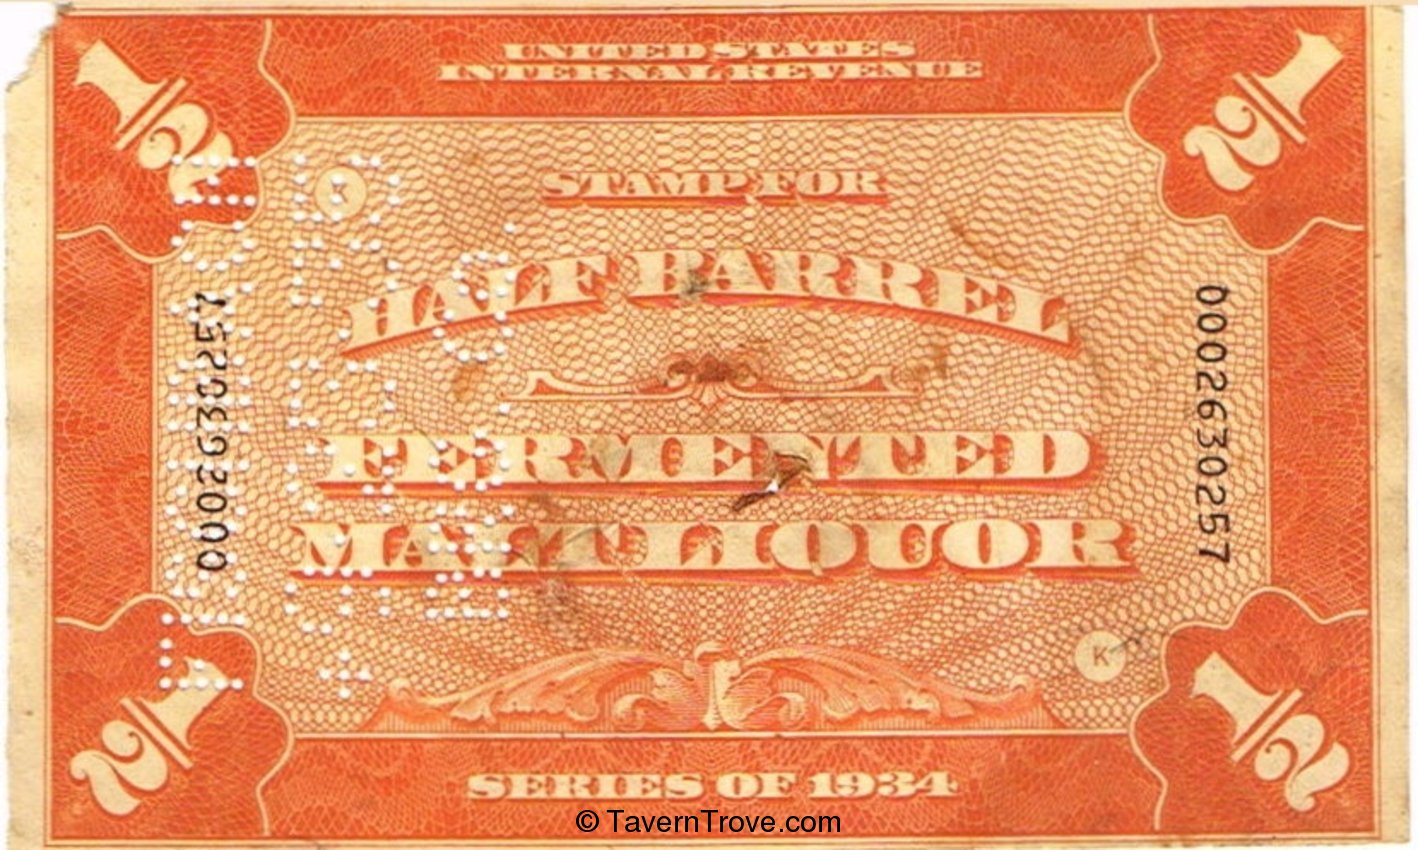 UNITED STATES
INTERNAL REVENUE
1/2
1/2
STAMP FOR
HALF BARREL
FERMENTED
MALT LIQUOR
0002630257
0002630257
K
K
1/2
1/2
SERIES OF 1934
© TavernTrove.com